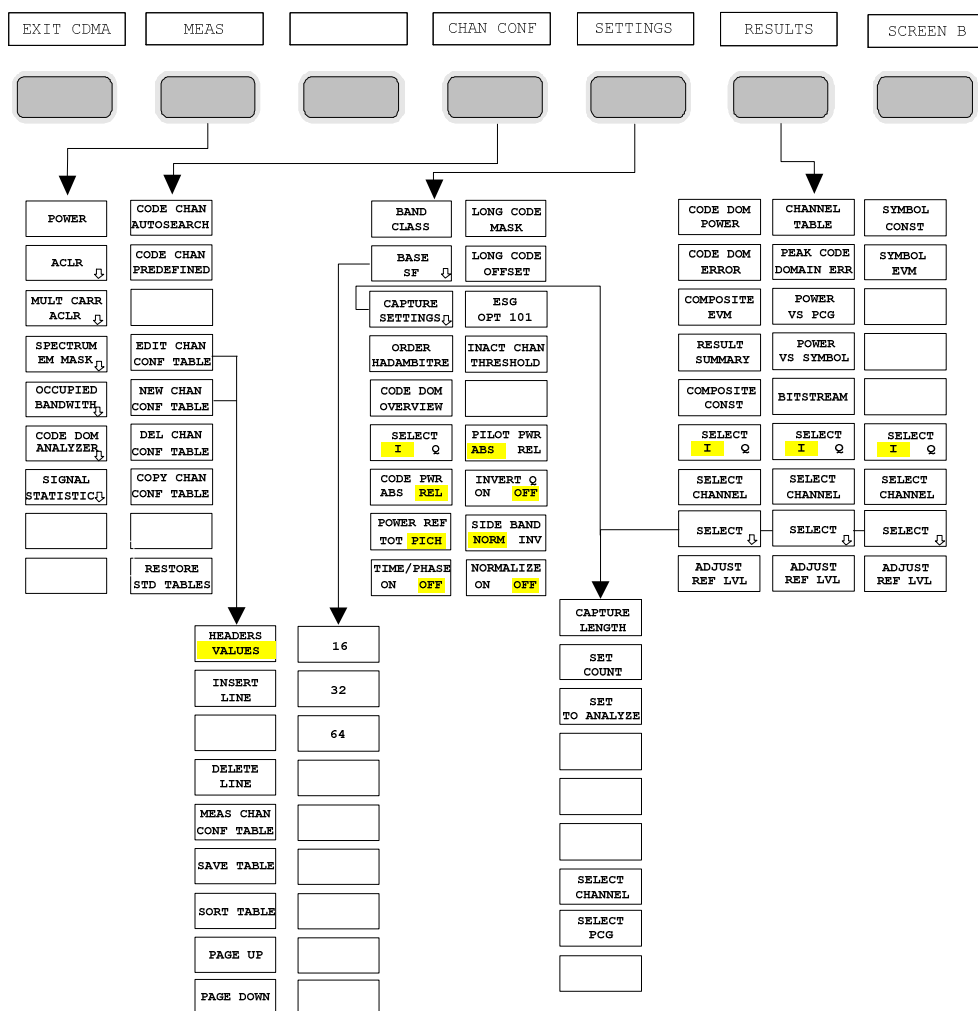 EXIT CDMA
MEAS
CHAN CONF
SETTINGS
RESULTS
SCREEN B
POWER
ACLR
MULT CARR
ACLR
SPECTRUM
EM MASK
OCCUPIED
BANDWITH
CODE DOM
ANALYZER
SIGNAL
STATISTIC
CODE CHAN
AUTOSEARCH
CODE CHAN
PREDEFINED
EDIT CHAN
CONF TABLE
NEW CHAN
CONF TABLE
DEL CHAN
CONF TABLE
COPY CHAN
CONF TABLE
RESTORE
STD TABLES
BAND
CLASS
BASE
SF
CAPTURE
SETTINGS
ORDER
HADAMBITRE
CODE DOM
OVERVIEW
SELECT
I Q
CODE PWR
ABS REL
POWER REF
TOT PICH
TIME/PHASE
ON OFF
LONG CODE
MASK
LONG CODE
OFFSET
ESG
OPT 101
INACT CHAN
THRESHOLD
PILOT PWR
ABS REL
INVERT Q
ON OFF
SIDE BAND
NORM INV
NORMALIZE
ON OFF
CODE DOM
POWER
CODE DOM
ERROR
COMPOSITE
EVM
RESULT
SUMMARY
COMPOSITE
CONST
SELECT
I Q
SELECT
CHANNEL
SELECT
ADJUST
REF LVL
CHANNEL
TABLE
PEAK CODE
DOMAIN ERR
POWER
VS PCG
POWER
VS SYMBOL
BITSTREAM
SELECT
I Q
SELECT
CHANNEL
SELECT
ADJUST
REF LVL
SYMBOL
CONST
SYMBOL
EVM
SELECT
I Q
SELECT
CHANNEL
SELECT
ADJUST
REF LVL
HEADERS
VALUES
INSERT
LINE
DELETE
LINE
MEAS CHAN
CONF TABLE
SAVE TABLE
SORT TABLE
PAGE UP
PAGE DOWN
16
32
64
CAPTURE
LENGTH
SET
COUNT
SET
TO ANALYZE
SELECT
CHANNEL
SELECT
PCG